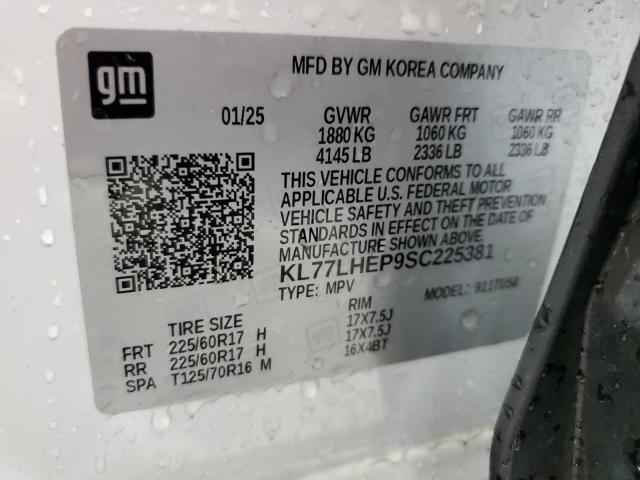 gm
MFD BY GM KOREA COMPANY
01/25 GVWR GAWR FRT GAWR RR
1880 KG 1060 KG 1060 KG
4145 LB 2336 LB 2336 LB
THIS VEHICLE CONFORMS TO ALL
APPLICABLE U.S. FEDERAL MOTOR
VEHICLE SAFETY AND THEFT PREVENTION
STANDARDS IN EFFECT ON THE DATE OF
MANUFACTURE SHOWN ABOVE.
KL77LHEP9SC225381
TYPE: MPV MODEL:
TIRE SIZE RIM
FRT 225/60R17 H 17X7.5J
RR 225/60R17 H 17X7.5J
SPA T125/70R16 M 16X4BT